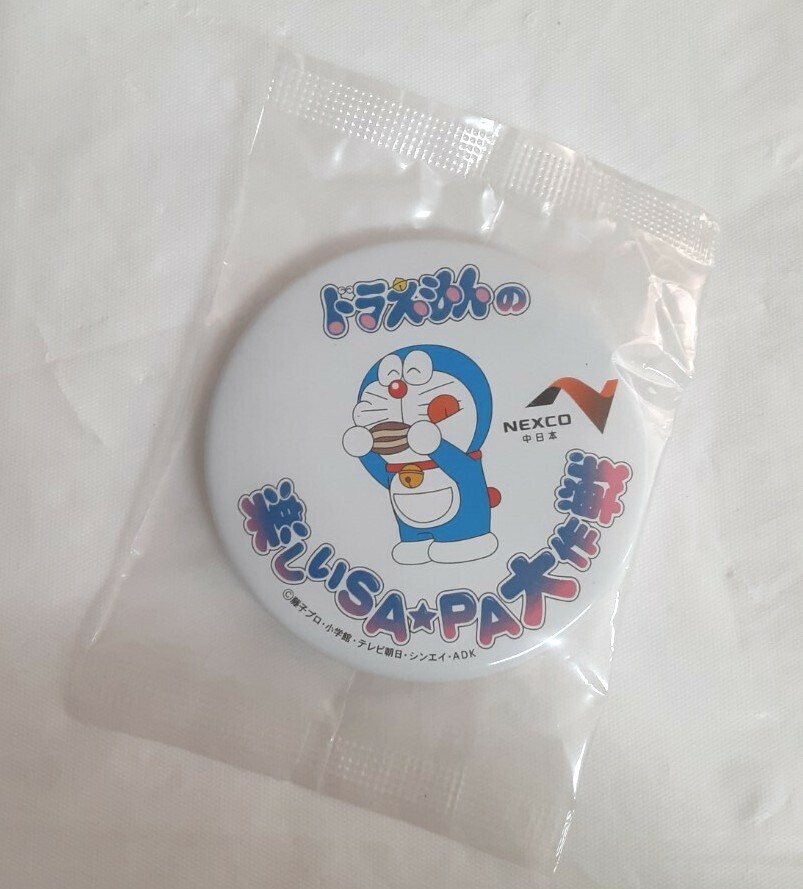 ドラえもんの
NEXCO
中日本
楽しいSA★PA大作戦
©藤子プロ・小学館・テレビ朝日・シンエイ・ADK